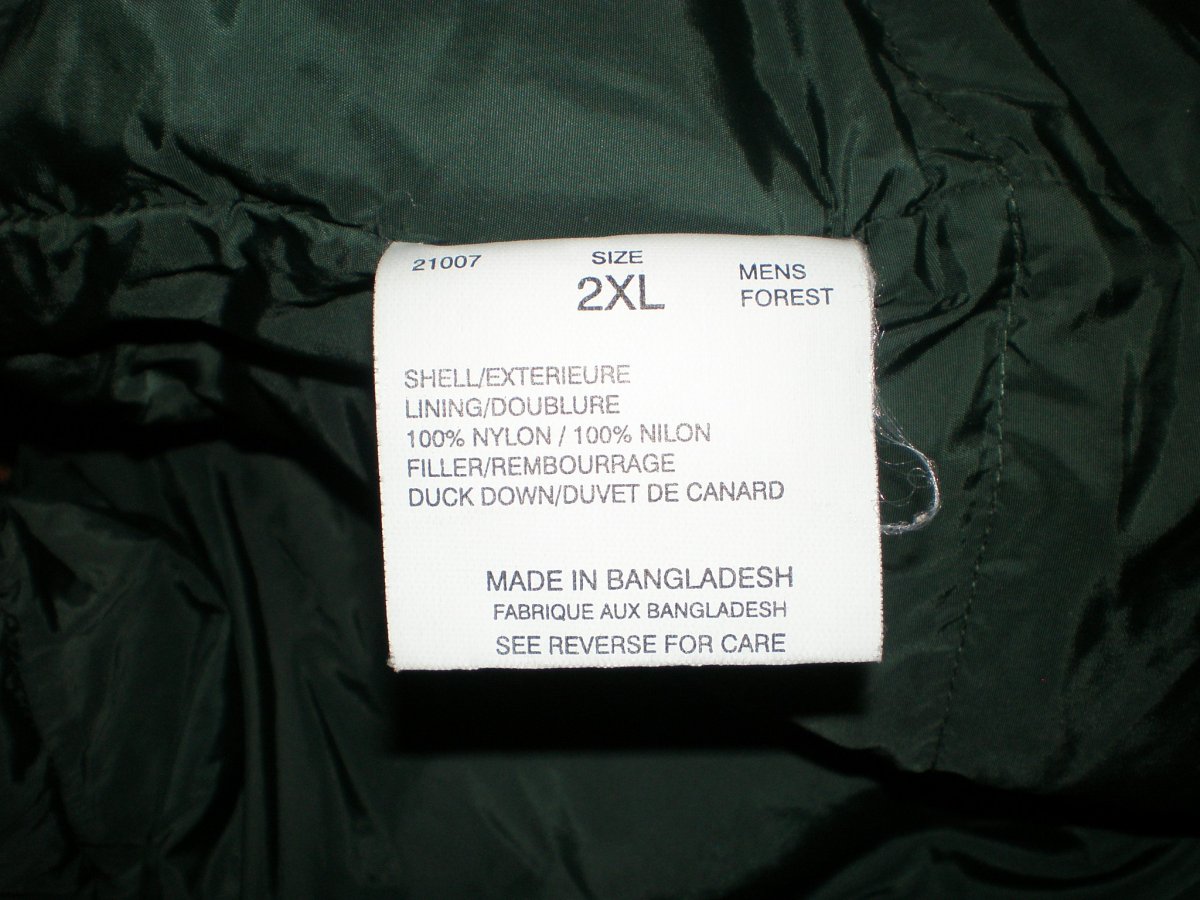 21007
SIZE
2XL
MENS
FOREST
SHELL/EXTERIEURE
LINING/DOUBLURE
100% NYLON / 100% NILON
FILLER/REMBOURRAGE
DUCK DOWN/DUVET DE CANARD
MADE IN BANGLADESH
FABRIQUE AUX BANGLADESH
SEE REVERSE FOR CARE